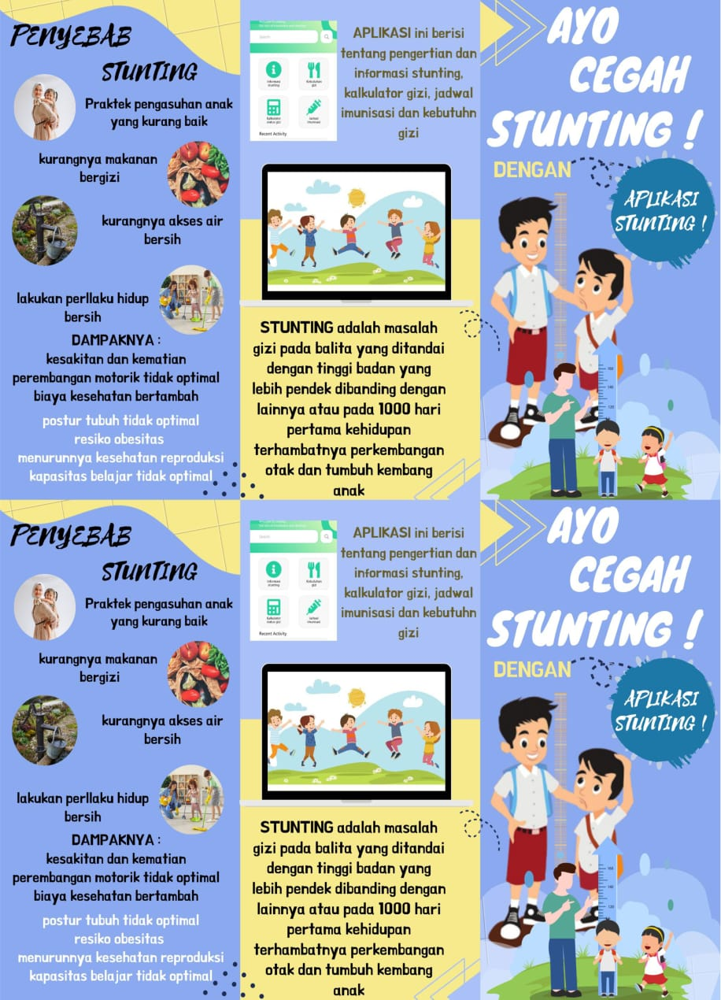 PENYEBAB
STUNTING
Praktek pengasuhan anak
yang kurang baik
kurangnya makanan
bergizi
kurangnya akses air
bersih
lakukan perllaku hidup
bersih
DAMPAKNYA :
kesakitan dan kematian
perembangan motorik tidak optimal
biaya kesehatan bertambah
postur tubuh tidak optimal
resiko obesitas
menurunnya kesehatan reproduksi
kapasitas belajar tidak optimal
Search
Informasi
stunting
Kebutuhan
gizi
Kalkulator
status gizi
Jadwal
imunisasi
Recent Activity
APLIKASI ini berisi
tentang pengertian dan
informasi stunting,
kalkulator gizi, jadwal
imunisasi dan kebutuhn
gizi
STUNTING adalah masalah
gizi pada balita yang ditandai
dengan tinggi badan yang
lebih pendek dibanding dengan
lainnya atau pada 1000 hari
pertama kehidupan
terhambatnya perkembangan
otak dan tumbuh kembang
anak
AYO
CEGAH
STUNTING !
DENGAN
APLIKASI
STUNTING !
160
140
120
PENYEBAB
STUNTING
Praktek pengasuhan anak
yang kurang baik
kurangnya makanan
bergizi
kurangnya akses air
bersih
lakukan perllaku hidup
bersih
DAMPAKNYA :
kesakitan dan kematian
perembangan motorik tidak optimal
biaya kesehatan bertambah
postur tubuh tidak optimal
resiko obesitas
menurunnya kesehatan reproduksi
kapasitas belajar tidak optimal
Search
Informasi
stunting
Kebutuhan
gizi
Kalkulator
status gizi
Jadwal
imunisasi
Recent Activity
APLIKASI ini berisi
tentang pengertian dan
informasi stunting,
kalkulator gizi, jadwal
imunisasi dan kebutuhn
gizi
STUNTING adalah masalah
gizi pada balita yang ditandai
dengan tinggi badan yang
lebih pendek dibanding dengan
lainnya atau pada 1000 hari
pertama kehidupan
terhambatnya perkembangan
otak dan tumbuh kembang
anak
AYO
CEGAH
STUNTING !
DENGAN
APLIKASI
STUNTING !
160
140
120